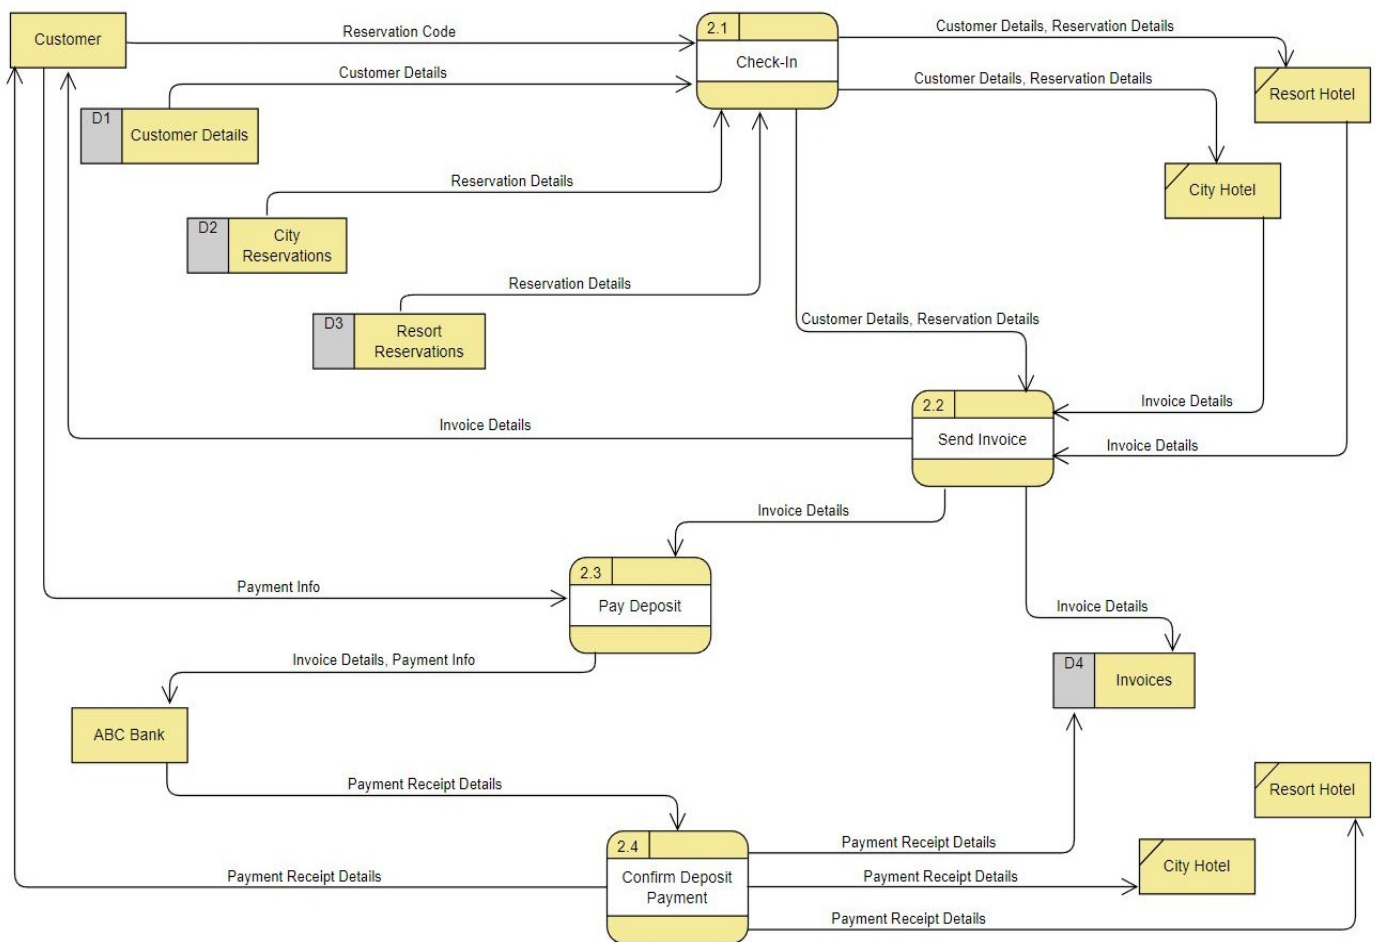 Customer
Reservation Code
2.1
Check-In
Customer Details, Reservation Details
Customer Details
Customer Details, Reservation Details
Resort Hotel
D1
Customer Details
Reservation Details
City Hotel
D2
City
Reservations
Reservation Details
D3
Resort
Reservations
Customer Details, Reservation Details
2.2
Send Invoice
Invoice Details
Invoice Details
Invoice Details
Invoice Details
2.3
Pay Deposit
Payment Info
Invoice Details
Invoice Details, Payment Info
D4
Invoices
ABC Bank
Payment Receipt Details
Resort Hotel
2.4
Confirm Deposit
Payment
Payment Receipt Details
Payment Receipt Details
Payment Receipt Details
City Hotel
Payment Receipt Details